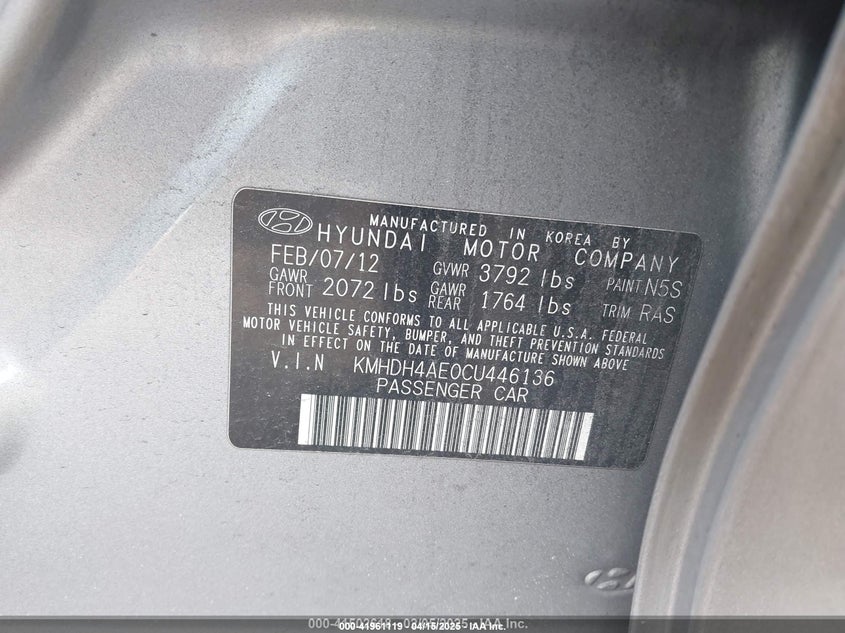 MANUFACTURED IN KOREA BY
HYUNDAI MOTOR COMPANY
FEB/07/12 GVWR 3792 lbs PAINT N5S
GAWR FRONT 2072 lbs GAWR REAR 1764 lbs TRIM RAS
THIS VEHICLE CONFORMS TO ALL APPLICABLE U.S.A. FEDERAL
MOTOR VEHICLE SAFETY, BUMPER, AND THEFT PREVENTION STANDARDS
IN EFFECT ON THE DATE OF MANUFACTURE SHOWN ABOVE
V.I.N KMHDH4AE0CU446136
PASSENGER CAR
000-41961119 - 04/15/2025 - IAA Inc.